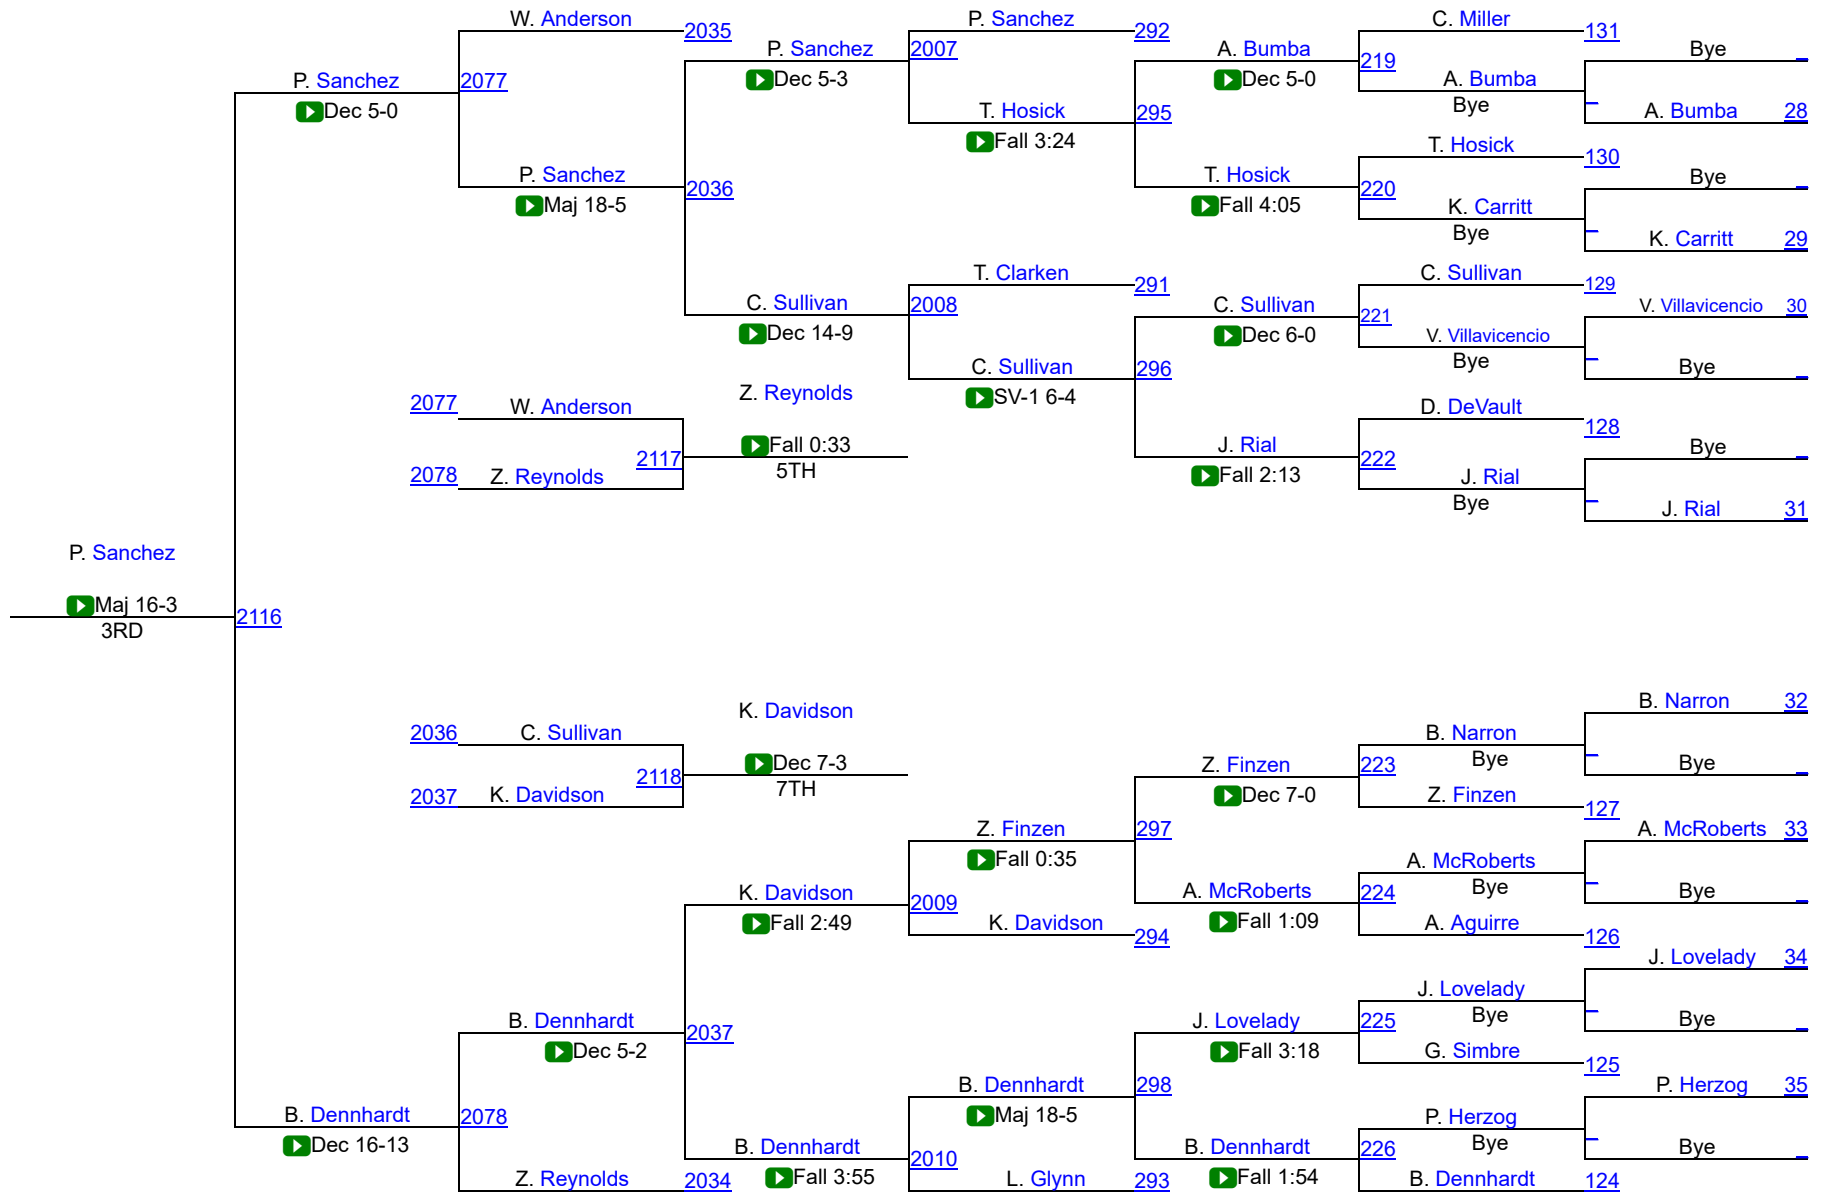 W. Anderson 2035
P. Sanchez 292
C. Miller 131
P. Sanchez 2007
A. Bumba 219
Bye
P. Sanchez 2077
Dec 5-3
Dec 5-0
A. Bumba
Dec 5-0
Bye
T. Hosick 295
A. Bumba 28
Fall 3:24
T. Hosick 130
P. Sanchez 2036
T. Hosick 220
Bye
Maj 18-5
Fall 4:05
K. Carritt
Bye
K. Carritt 29
T. Clarken 291
C. Sullivan 129
C. Sullivan 2008
C. Sullivan 221
V. Villavicencio 30
Dec 14-9
Dec 6-0
V. Villavicencio
Bye
C. Sullivan 296
Bye
SV-1 6-4
Z. Reynolds
2077 W. Anderson
D. DeVault 128
Fall 0:33
J. Rial 222
Bye
2117
5TH
Fall 2:13
2078 Z. Reynolds
J. Rial
Bye
J. Rial 31
P. Sanchez
Maj 16-3
2116
3RD
B. Narron 32
K. Davidson
2036 C. Sullivan
B. Narron
Dec 7-3
Z. Finzen 223
Bye
Bye
2118
7TH
Dec 7-0
2037 K. Davidson
Z. Finzen 127
Z. Finzen 297
A. McRoberts 33
Fall 0:35
A. McRoberts
K. Davidson 2009
A. McRoberts 224
Bye
Bye
Fall 2:49
K. Davidson 294
Fall 1:09
A. Aguirre 126
J. Lovelady 34
J. Lovelady
B. Dennhardt 2037
J. Lovelady 225
Bye
Bye
Dec 5-2
Fall 3:18
G. Simbre 125
B. Dennhardt 298
P. Herzog 35
B. Dennhardt 2078
Maj 18-5
P. Herzog
Dec 16-13
B. Dennhardt 2010
B. Dennhardt 226
Bye
Bye
Z. Reynolds 2034
Fall 3:55
L. Glynn 293
Fall 1:54
B. Dennhardt 124